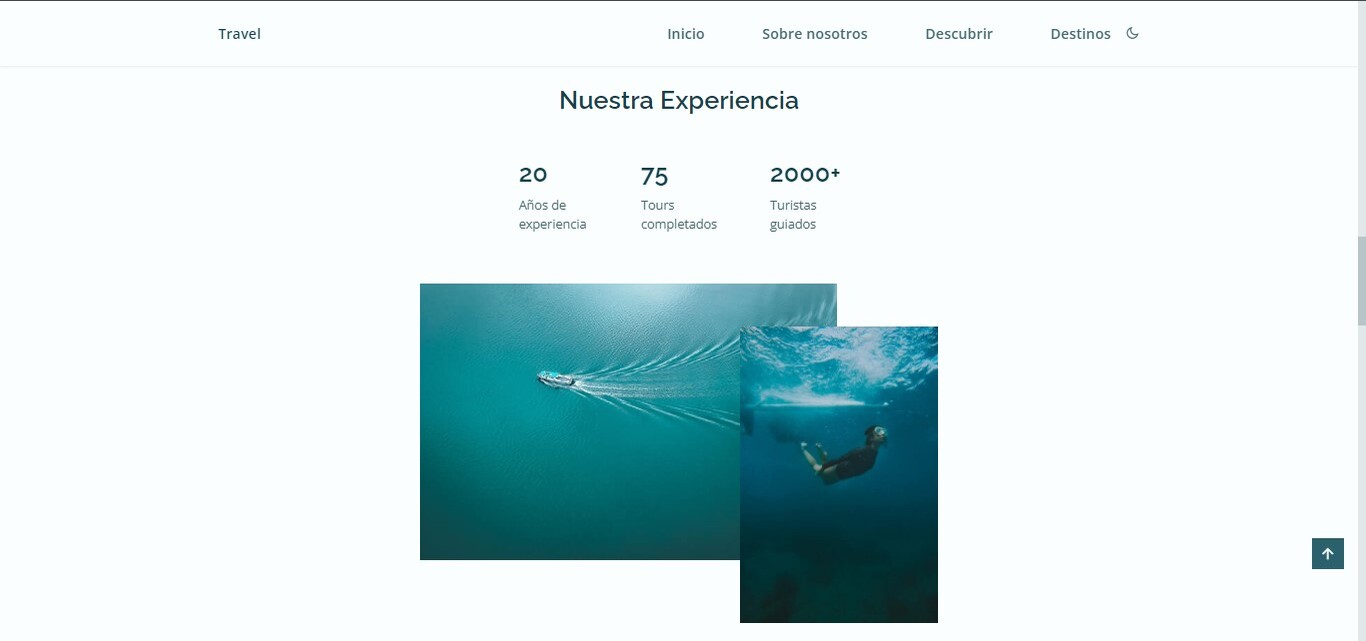 Travel
Inicio
Sobre nosotros
Descubrir
Destinos
Nuestra Experiencia
20
Años de
experiencia
75
Tours
completados
2000+
Turistas
guiados